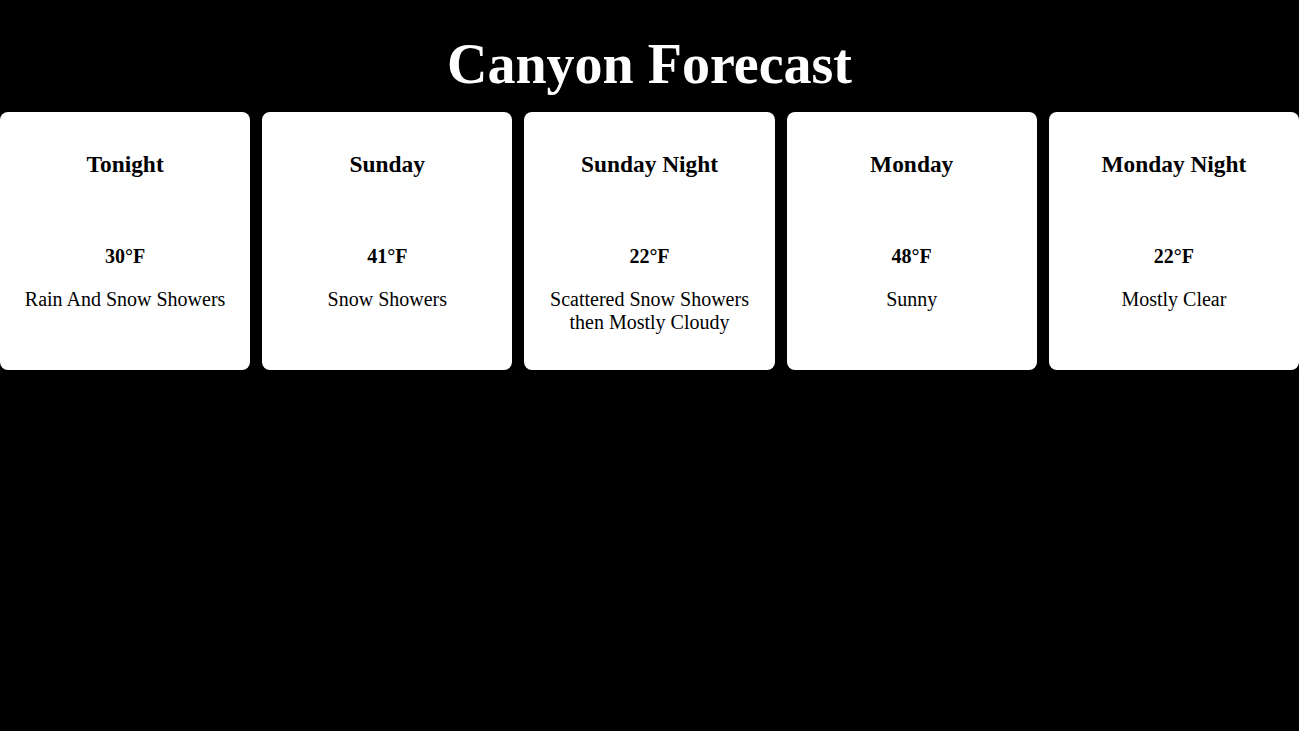 Canyon Forecast
Tonight
30°F
Rain And Snow Showers
Sunday
41°F
Snow Showers
Sunday Night
22°F
Scattered Snow Showers
then Mostly Cloudy
Monday
48°F
Sunny
Monday Night
22°F
Mostly Clear